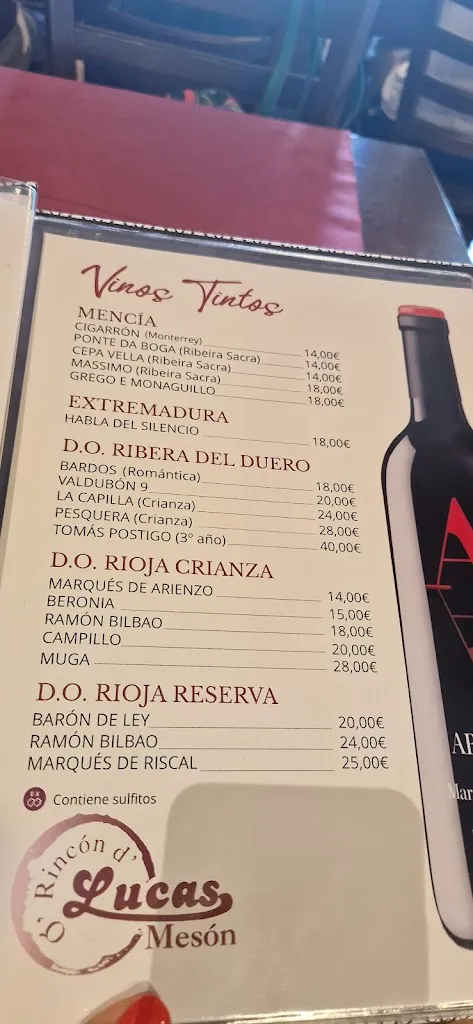 Vinos Tintos
MENCÍA
CIGARRÓN (Monterrey) 14,00€
PONTE DA BOGA (Ribeira Sacra) 14,00€
CEPA VELLA (Ribeira Sacra) 14,00€
MASSIMO (Ribeira Sacra) 18,00€
GREGO E MONAGUILLO 18,00€
EXTREMADURA
HABLA DEL SILENCIO 18,00€
D.O. RIBERA DEL DUERO
BARDOS (Romántica) 18,00€
VALDUBÓN 9 20,00€
LA CAPILLA (Crianza) 24,00€
PESQUERA (Crianza) 28,00€
TOMÁS POSTIGO (3º año) 40,00€
D.O. RIOJA CRIANZA
MARQUÉS DE ARIENZO 14,00€
BERONIA 15,00€
RAMÓN BILBAO 18,00€
CAMPILLO 20,00€
MUGA 28,00€
D.O. RIOJA RESERVA
BARÓN DE LEY 20,00€
RAMÓN BILBAO 24,00€
MARQUÉS DE RISCAL 25,00€
Contiene sulfitos
O' Rincón d'
Lucas
Mesón
Mar